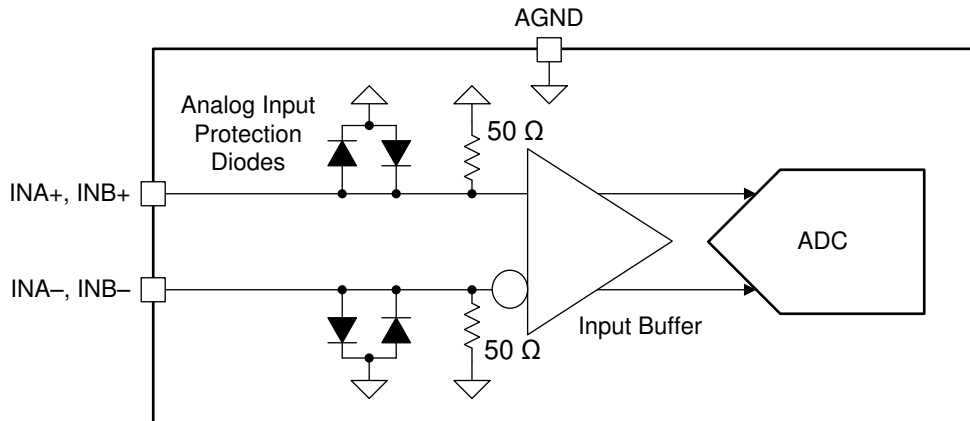 AGND
Analog Input
Protection
Diodes
50 Ω
INA+, INB+
ADC
INA–, INB–
Input Buffer
50 Ω